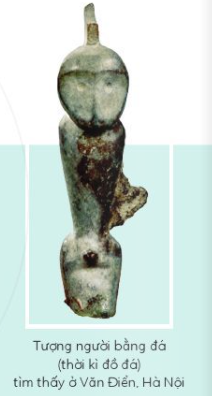 Tượng người bằng đá
(thời kì đồ đá)
tìm thấy ở Văn Điển, Hà Nội